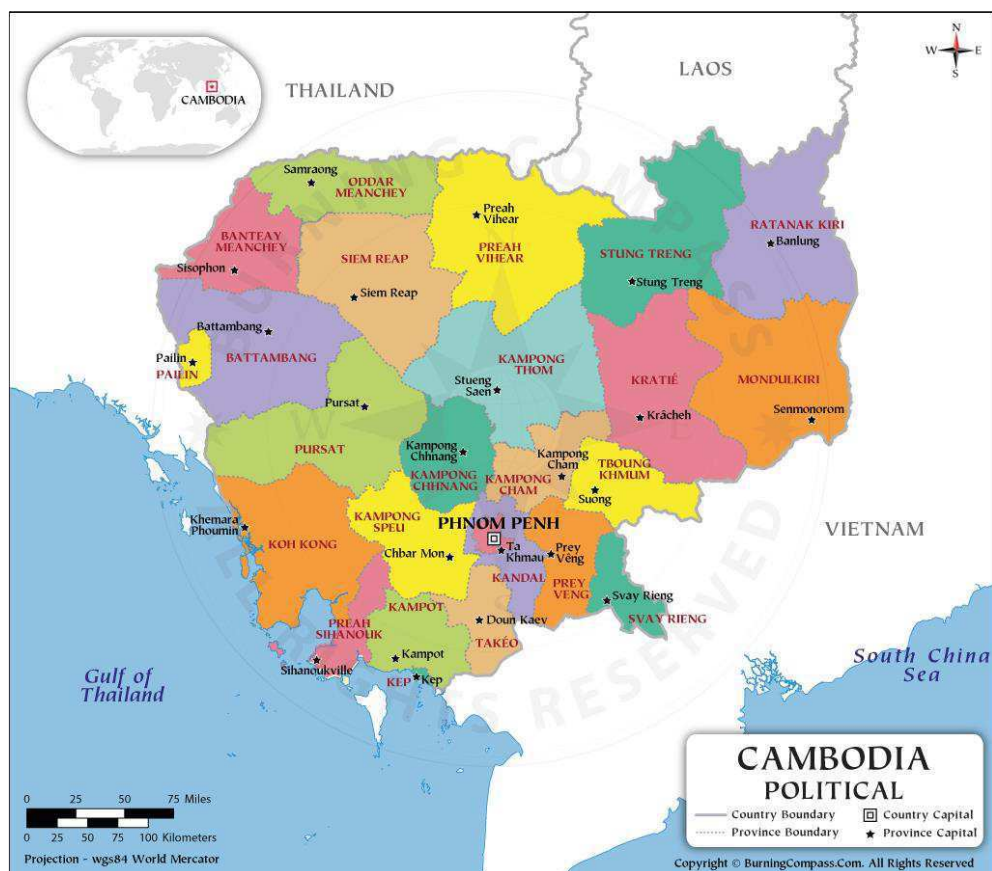 CAMBODIA
THAILAND
LAOS
N
W E
S
Samraong
ODDAR
MEANCHEY
Preah
Vihear
PREAH
VIHEAR
BANTEAY
MEANCHEY
Sisophon
SIEM REAP
Siem Reap
STUNG TRENG
Stung Treng
RATANAK KIRI
Banlung
Battambang
BATTAMBANG
Pailin
PAILIN
KAMPONG
THOM
Stueng
Saen
KRATIÉ
Krâcheh
MONDULKIRI
Senmonorom
Pursat
PURSAT
Kampong
Chhnang
KAMPONG
CHHNANG
Kampong
Cham
KAMPONG
CHAM
TBOUNG
KHMUM
Suong
Khemara
Phoumin
KOH KONG
KAMPONG
SPEU
Chbar Mon
PHNOM PENH
Ta
Khmau
KANDAL
Prey
Vêng
PREY
VENG
Svay Rieng
SVAY RIENG
VIETNAM
PREAH
SIHANOUK
Sihanoukville
KAMPOT
Kampot
Doun Kaev
TAKÉO
KEP
Kep
Gulf of
Thailand
South China
Sea
0 25 50 75 Miles
0 25 50 75 100 Kilometers
Projection - wgs84 World Mercator
CAMBODIA
POLITICAL
Country Boundary
Country Capital
Province Boundary
Province Capital
Copyright © BurningCompass.Com. All Rights Reserved